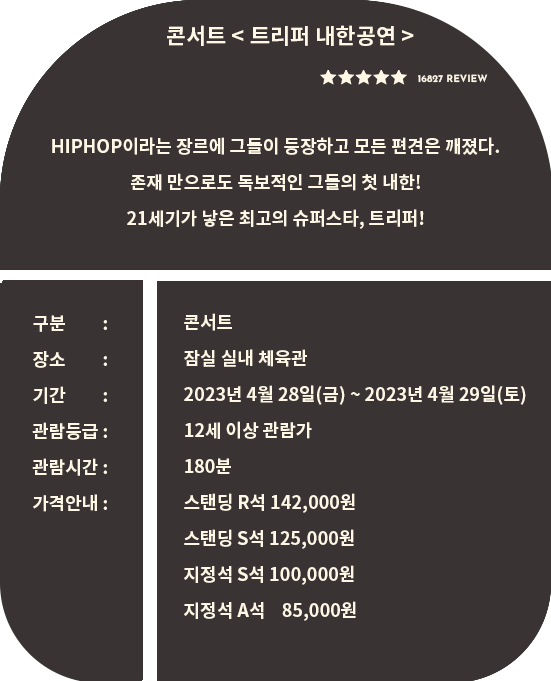 콘서트 < 트리퍼 내한공연 >
★★★★★ 16827 REVIEW
HIPHOP이라는 장르에 그들이 등장하고 모든 편견은 깨졌다.
존재 만으로도 독보적인 그들의 첫 내한!
21세기가 낳은 최고의 슈퍼스타, 트리퍼!
구분 : 콘서트
장소 : 잠실 실내 체육관
기간 : 2023년 4월 28일(금) ~ 2023년 4월 29일(토)
관람등급 : 12세 이상 관람가
관람시간 : 180분
가격안내 : 스탠딩 R석 142,000원
스탠딩 S석 125,000원
지정석 S석 100,000원
지정석 A석 85,000원